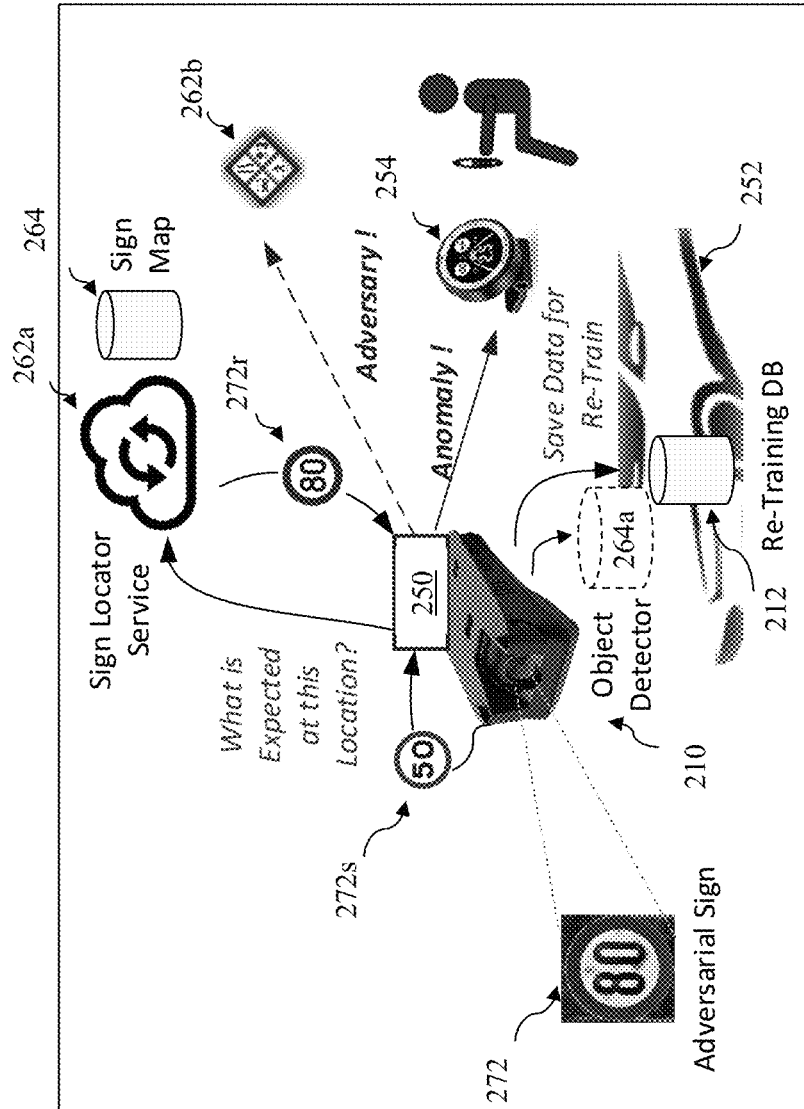 262a
264
Sign
Map
262b
Sign Locator
Service
272r
80
Adversary !
Anomaly !
254
What is
Expected
at this
Location?
250
50
272s
Save Data for
Re-Train
252
Object
Detector
264a
Re-Training DB
212
210
272
80
Adversarial Sign